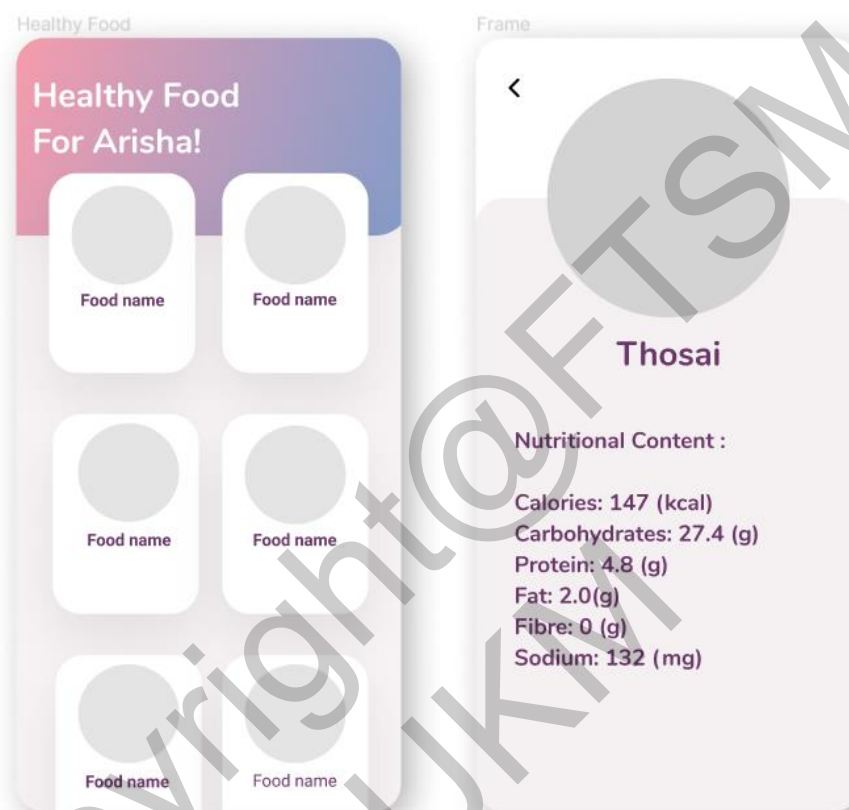 Healthy Food
Healthy Food
For Arisha!
Food name
Food name
Food name
Food name
Food name
Food name
Frame
Thosai
Nutritional Content :
Calories: 147 (kcal)
Carbohydrates: 27.4 (g)
Protein: 4.8 (g)
Fat: 2.0(g)
Fibre: 0 (g)
Sodium: 132 (mg)
yright@FTSM
UKM